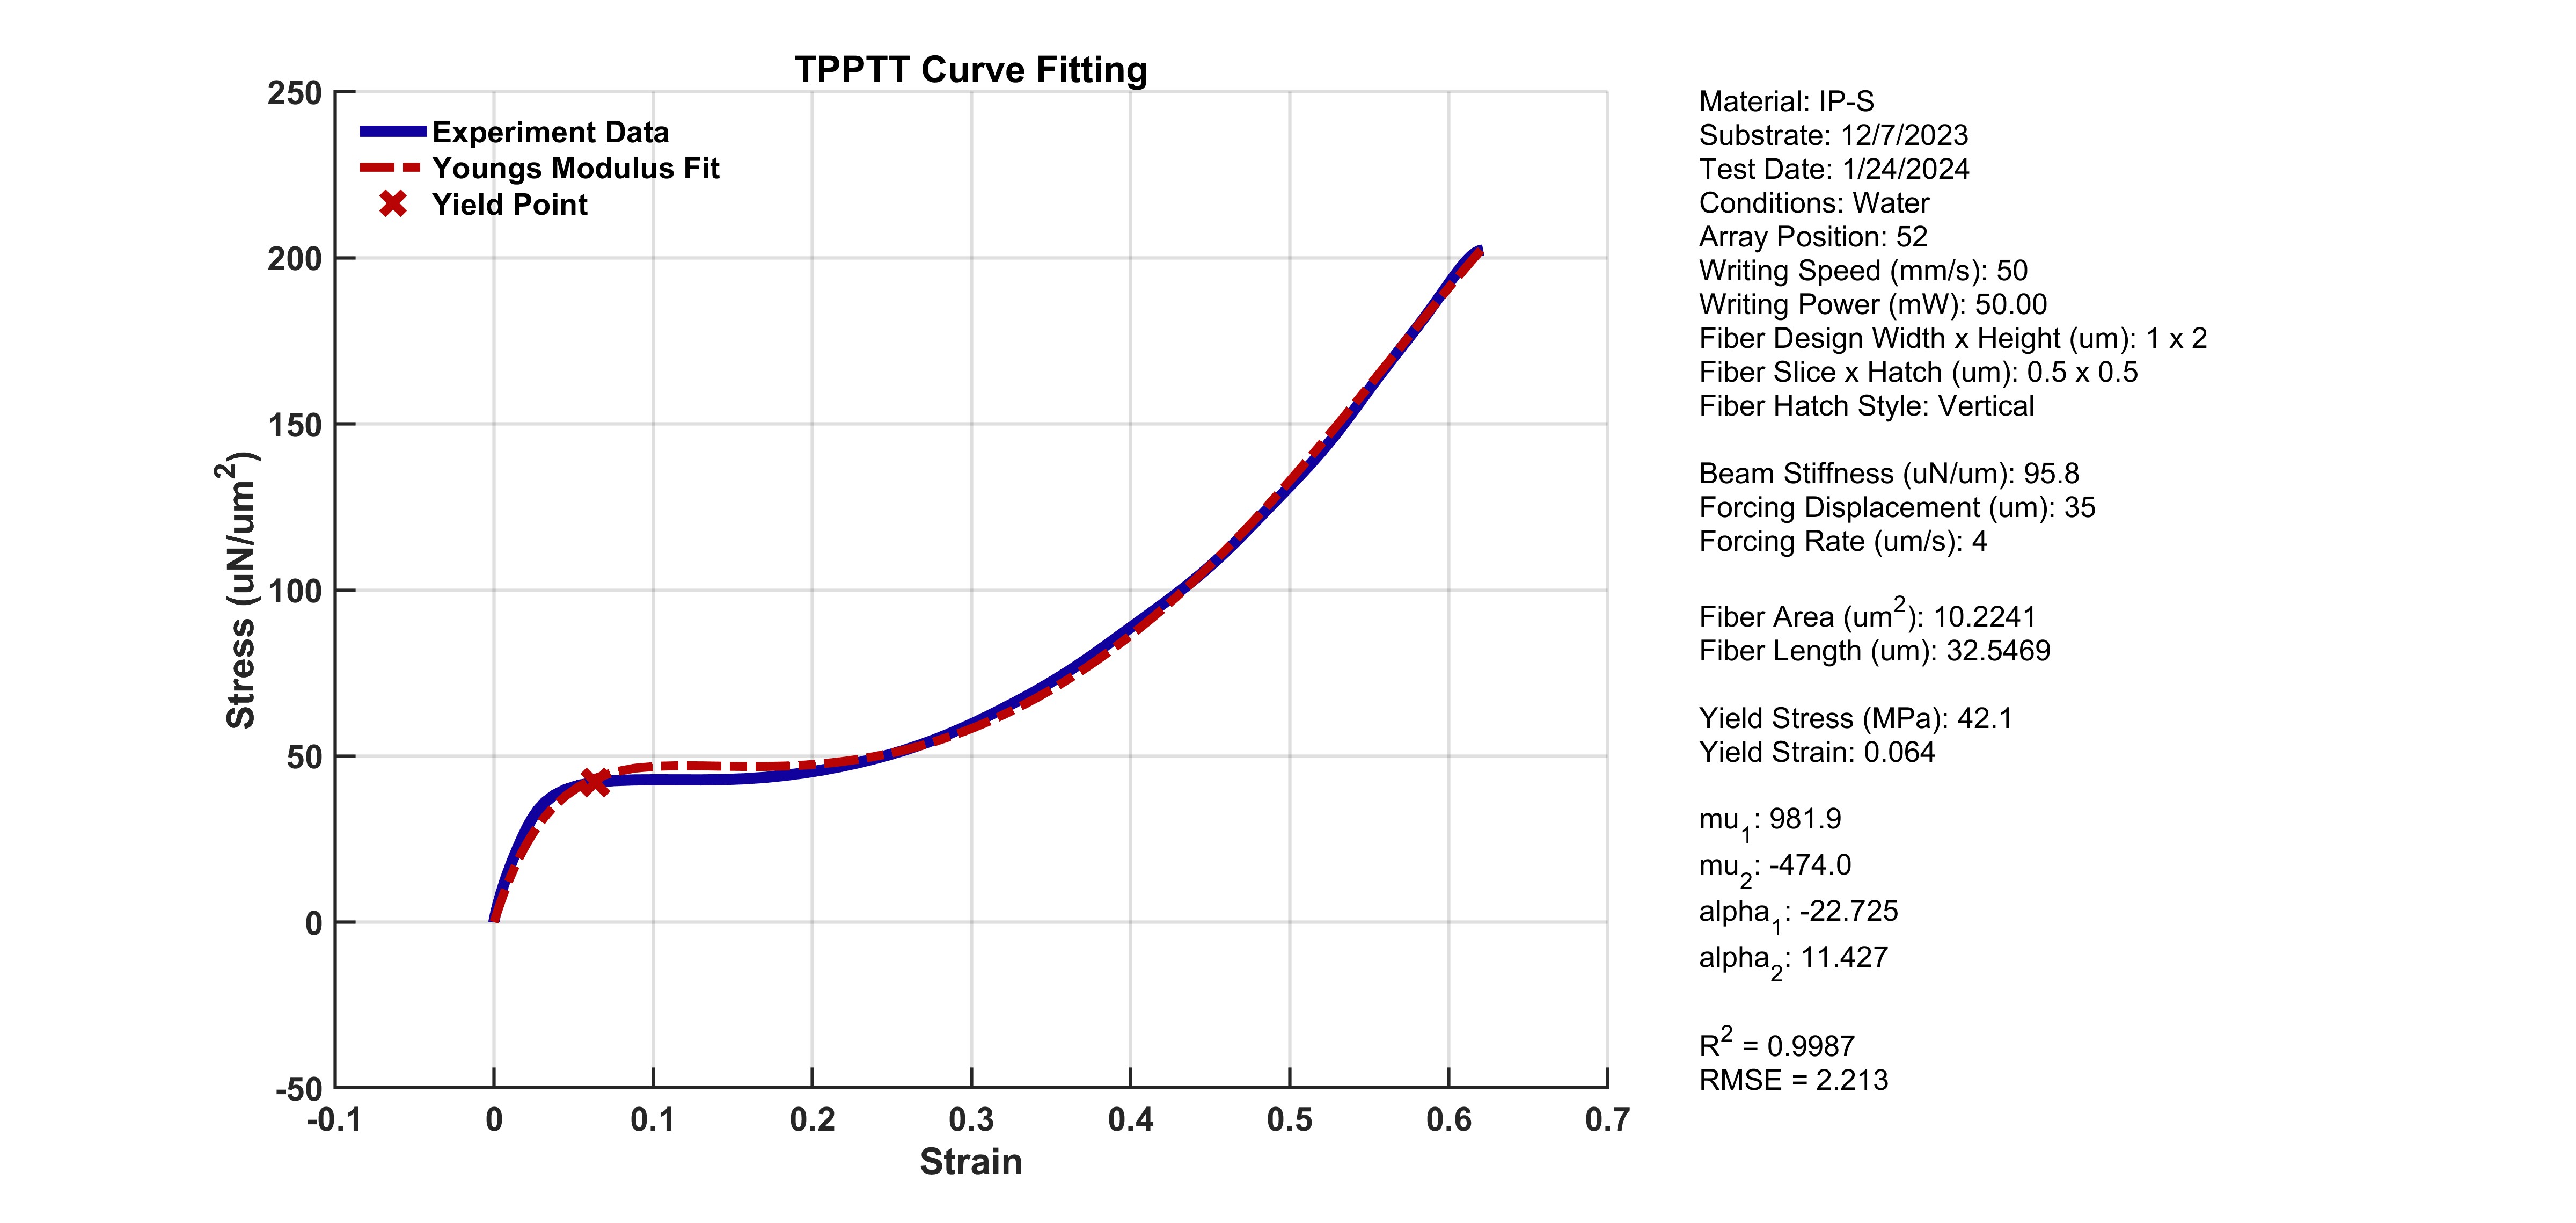 TPPTT Curve Fitting
250
200
150
100
50
0
-50
-0.1
0
0.1
0.2
0.3
0.4
0.5
0.6
0.7
Stress (uN/um²)
Strain
Experiment Data
Youngs Modulus Fit
Yield Point
Material: IP-S
Substrate: 12/7/2023
Test Date: 1/24/2024
Conditions: Water
Array Position: 52
Writing Speed (mm/s): 50
Writing Power (mW): 50.00
Fiber Design Width x Height (um): 1 x 2
Fiber Slice x Hatch (um): 0.5 x 0.5
Fiber Hatch Style: Vertical
Beam Stiffness (uN/um): 95.8
Forcing Displacement (um): 35
Forcing Rate (um/s): 4
Fiber Area (um²): 10.2241
Fiber Length (um): 32.5469
Yield Stress (MPa): 42.1
Yield Strain: 0.064
mu₁: 981.9
mu₂: -474.0
alpha₁: -22.725
alpha₂: 11.427
R² = 0.9987
RMSE = 2.213